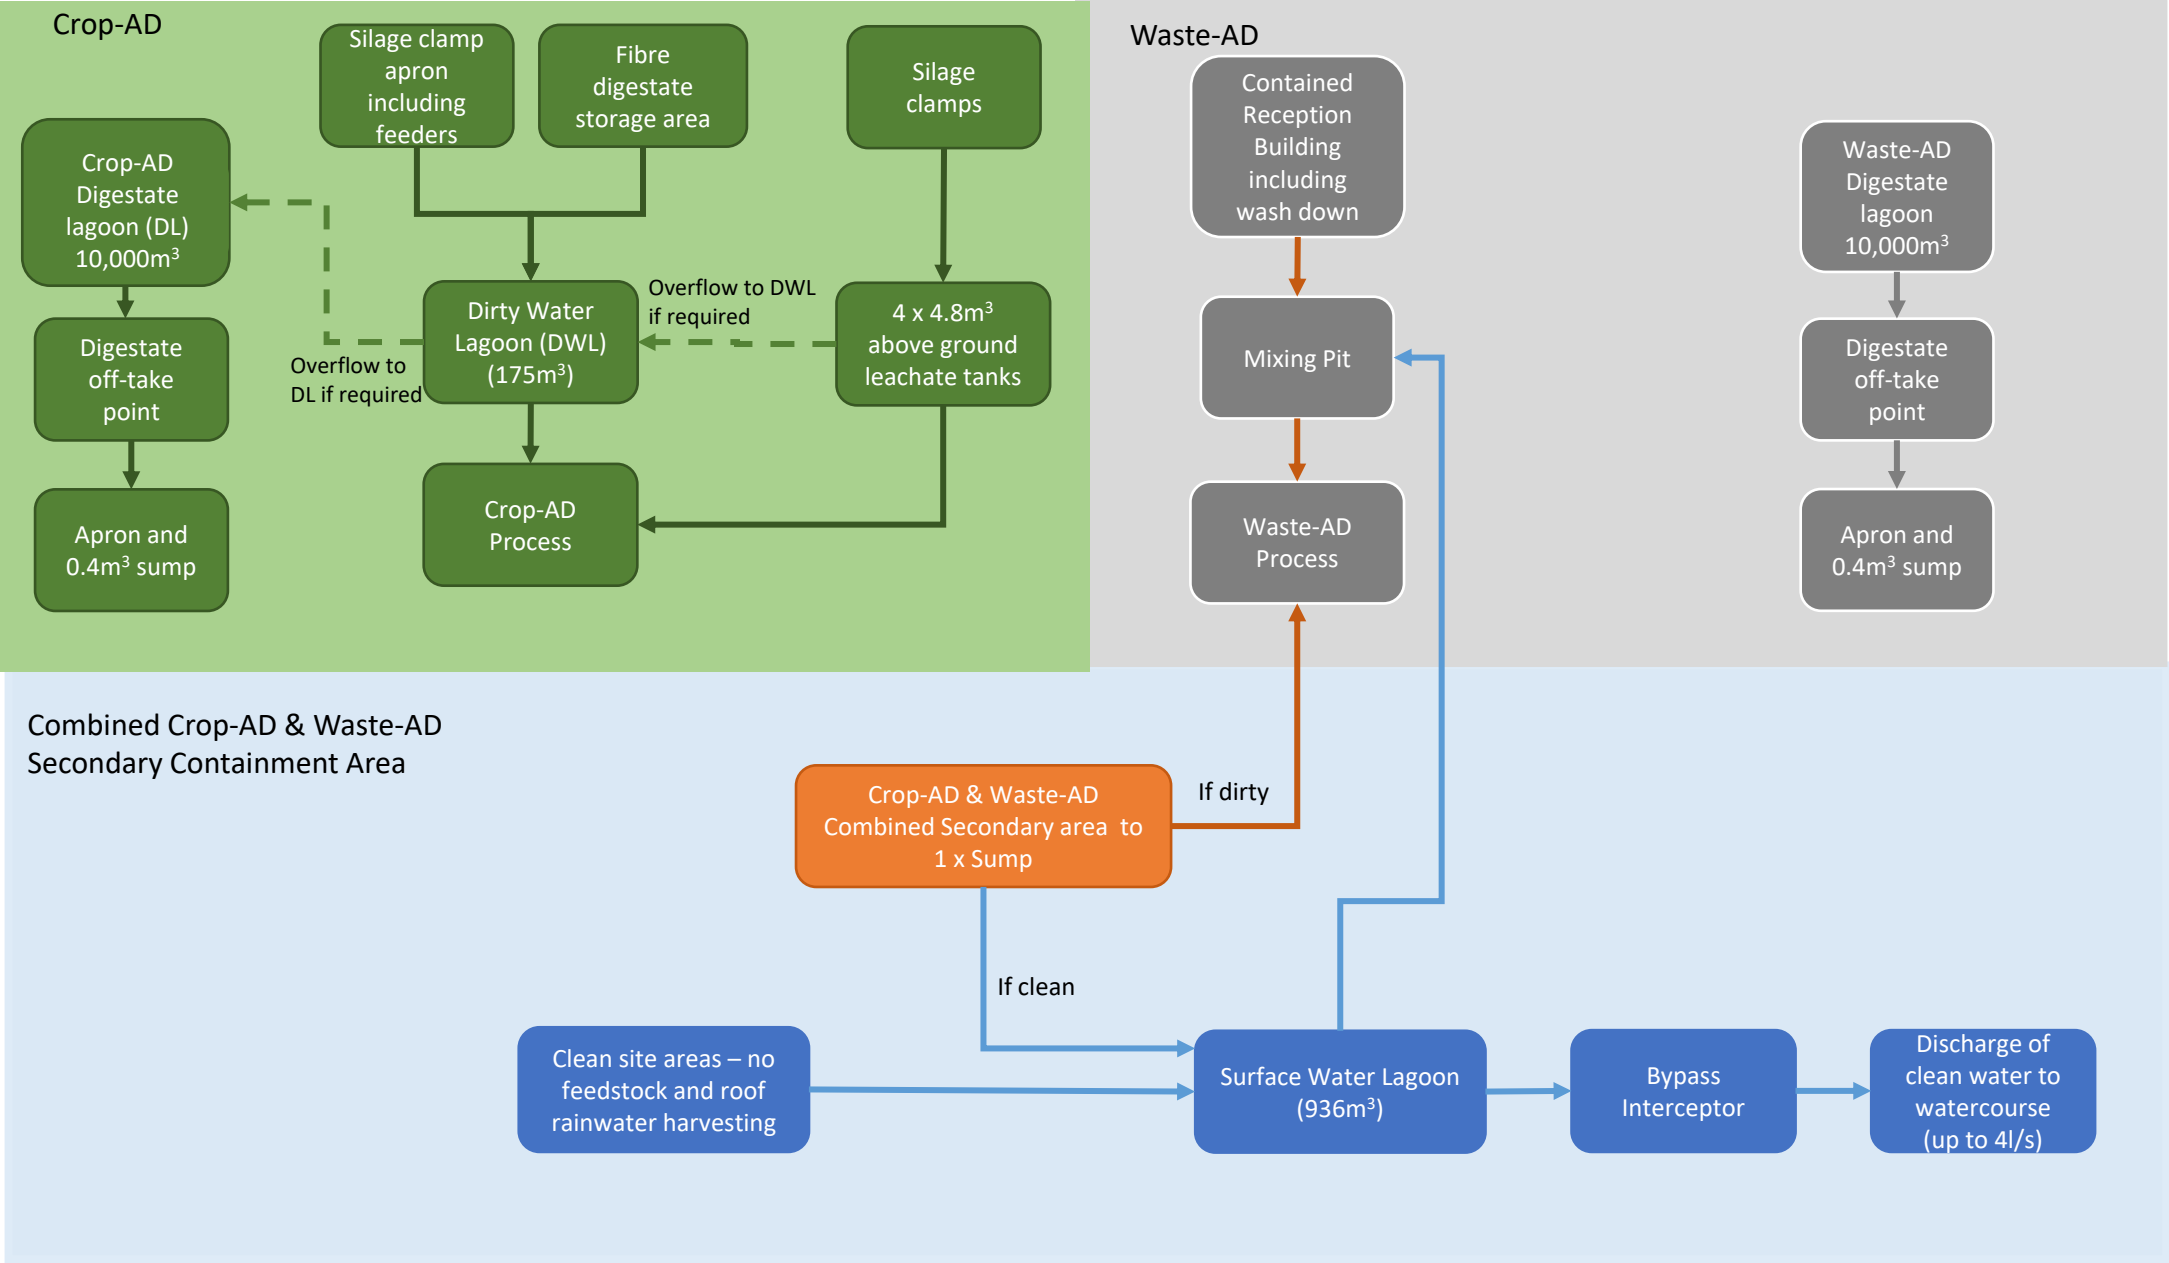 Crop-AD
Silage clamp
apron
including
feeders
Fibre
digestate
storage area
Silage
clamps
Crop-AD
Digestate
lagoon (DL)
10,000m³
Overflow to DWL
if required
Dirty Water
Lagoon (DWL)
(175m³)
4 x 4.8m³
above ground
leachate tanks
Overflow to
DL if required
Digestate
off-take
point
Crop-AD
Process
Apron and
0.4m³ sump
Waste-AD
Contained
Reception
Building
including
wash down
Mixing Pit
Waste-AD
Process
Waste-AD
Digestate
lagoon
10,000m³
Digestate
off-take
point
Apron and
0.4m³ sump
Combined Crop-AD & Waste-AD
Secondary Containment Area
Crop-AD & Waste-AD
Combined Secondary area to
1 x Sump
If dirty
If clean
Clean site areas – no
feedstock and roof
rainwater harvesting
Surface Water Lagoon
(936m³)
Bypass
Interceptor
Discharge of
clean water to
watercourse
(up to 4l/s)